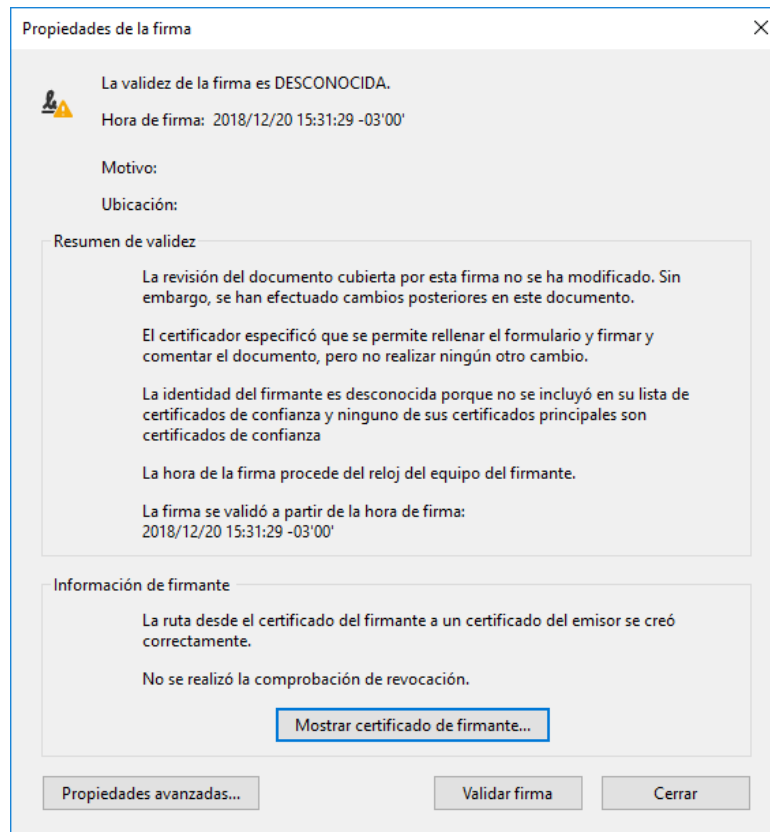 Propiedades de la firma
La validez de la firma es DESCONOCIDA.
Hora de firma: 2018/12/20 15:31:29 -03'00'
Motivo:
Ubicación:
Resumen de validez
La revisión del documento cubierta por esta firma no se ha modificado. Sin
embargo, se han efectuado cambios posteriores en este documento.
El certificador especificó que se permite rellenar el formulario y firmar y
comentar el documento, pero no realizar ningún otro cambio.
La identidad del firmante es desconocida porque no se incluyó en su lista de
certificados de confianza y ninguno de sus certificados principales son
certificados de confianza
La hora de la firma procede del reloj del equipo del firmante.
La firma se validó a partir de la hora de firma:
2018/12/20 15:31:29 -03'00'
Información de firmante
La ruta desde el certificado del firmante a un certificado del emisor se creó
correctamente.
No se realizó la comprobación de revocación.
Mostrar certificado de firmante...
Propiedades avanzadas...
Validar firma
Cerrar